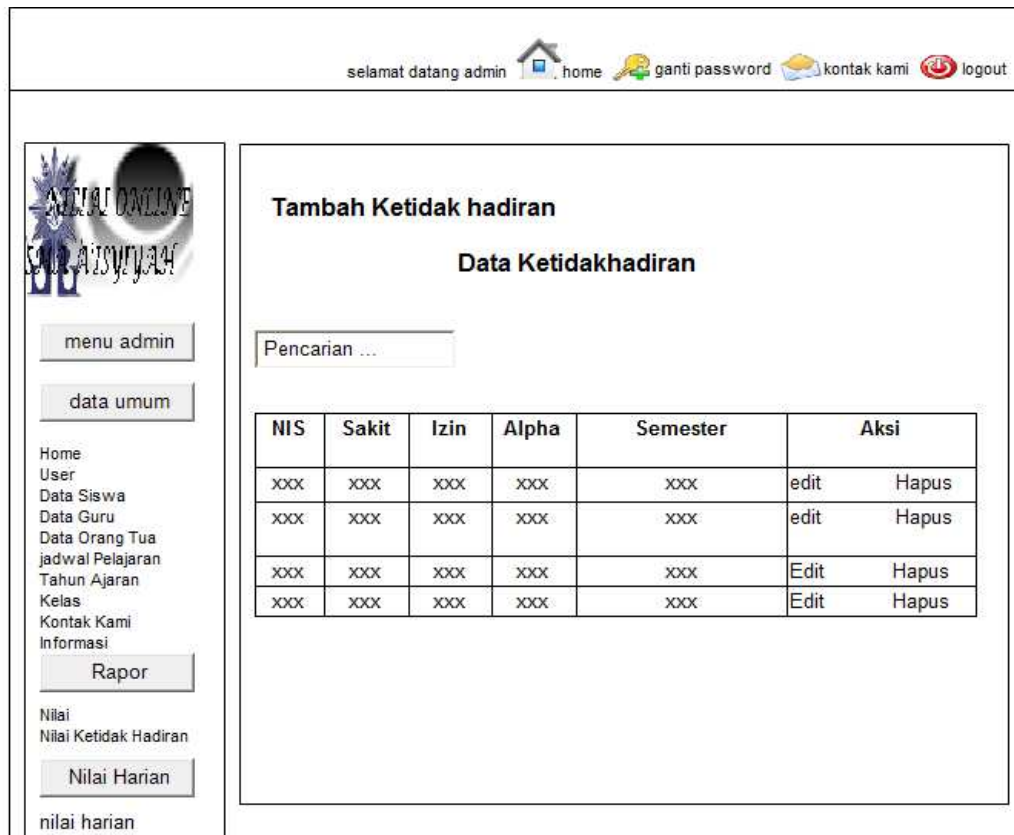 selamat datang admin home ganti password kontak kami logout
NILAI ONLINE
SMA AISYIYAH
menu admin
data umum
Home
User
Data Siswa
Data Guru
Data Orang Tua
jadwal Pelajaran
Tahun Ajaran
Kelas
Kontak Kami
Informasi
Rapor
Nilai
Nilai Ketidak Hadiran
Nilai Harian
nilai harian
Tambah Ketidak hadiran
Data Ketidakhadiran
Pencarian ...
NIS Sakit Izin Alpha Semester Aksi
xxx xxx xxx xxx xxx edit Hapus
xxx xxx xxx xxx xxx edit Hapus
xxx xxx xxx xxx xxx Edit Hapus
xxx xxx xxx xxx xxx Edit Hapus